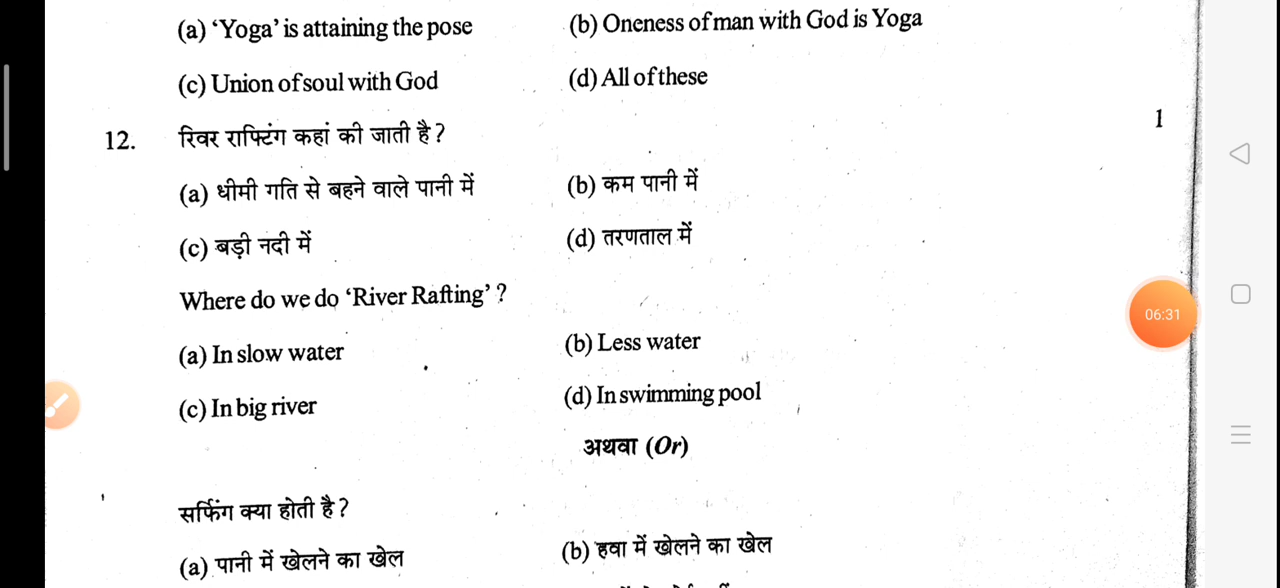 (a) ‘Yoga’ is attaining the pose (b) Oneness of man with God is Yoga
(c) Union of soul with God (d) All of these
12. रिवर राफ्टिंग कहां की जाती है ? 1
(a) धीमी गति से बहने वाले पानी में (b) कम पानी में
(c) बड़ी नदी में (d) तरणताल में
Where do we do ‘River Rafting’ ?
06:31
(a) In slow water (b) Less water
(c) In big river (d) In swimming pool
अथवा (Or)
सर्फिंग क्या होती है ?
(a) पानी में खेलने का खेल (b) हवा में खेलने का खेल